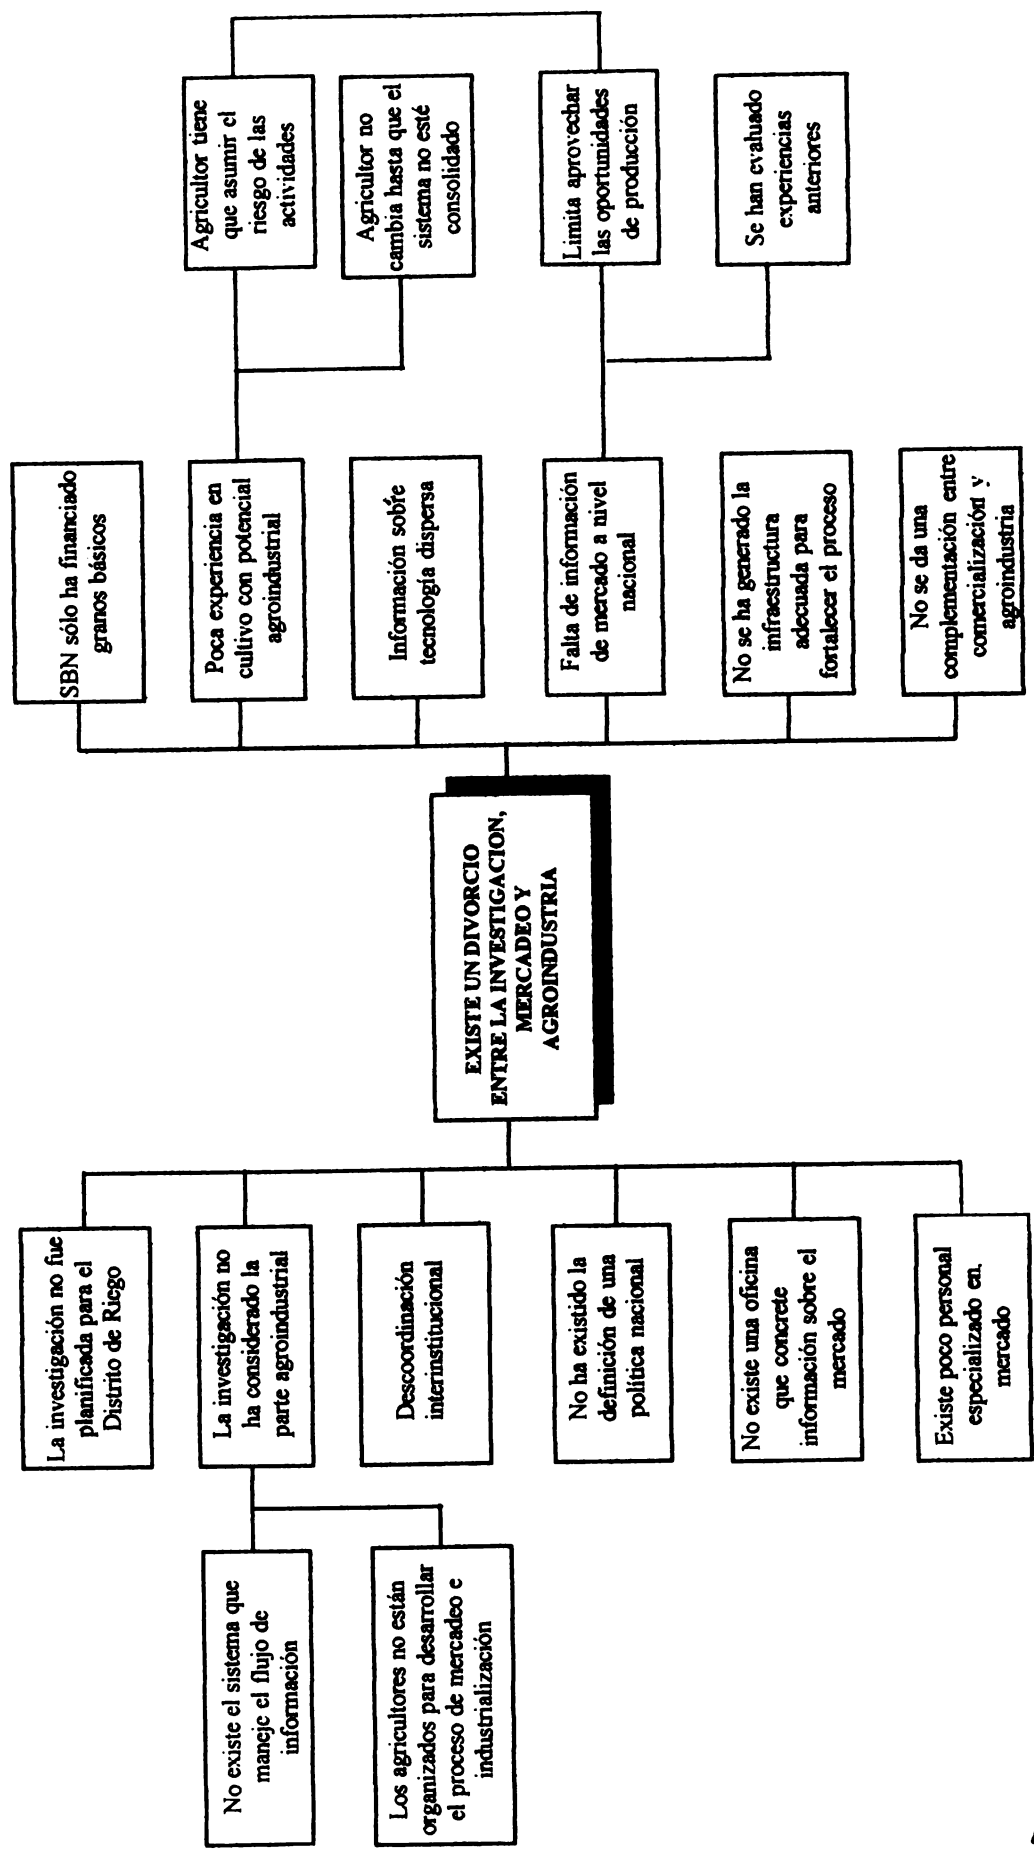 No existe el sistema que
maneje el flujo de
información
Los agricultores no están
organizados para desarrollar
el proceso de mercadeo e
industrialización
La investigación no fue
planificada para el
Distrito de Riego
La investigación no
ha considerado la
parte agroindustrial
Descoordinación
interinstitucional
No ha existido la
definición de una
política nacional
No existe una oficina
que concrete
información sobre el
mercado
Existe poco personal
especializado en
mercado
EXISTE UN DIVORCIO
ENTRE LA INVESTIGACION,
MERCADEO Y
AGROINDUSTRIA
SBN sólo ha financiado
granos básicos
Poca experiencia en
cultivo con potencial
agroindustrial
Información sobre
tecnología dispersa
Falta de información
de mercado a nivel
nacional
No se ha generado la
infraestructura
adecuada para
fortalecer el proceso
No se da una
complementación entre
comercialización y
agroindustria
Agricultor tiene
que asumir el
riesgo de las
actividades
Agricultor no
cambia hasta que el
sistema no esté
consolidado
Limita aprovechar
las oportunidades
de producción
Se han evaluado
experiencias
anteriores